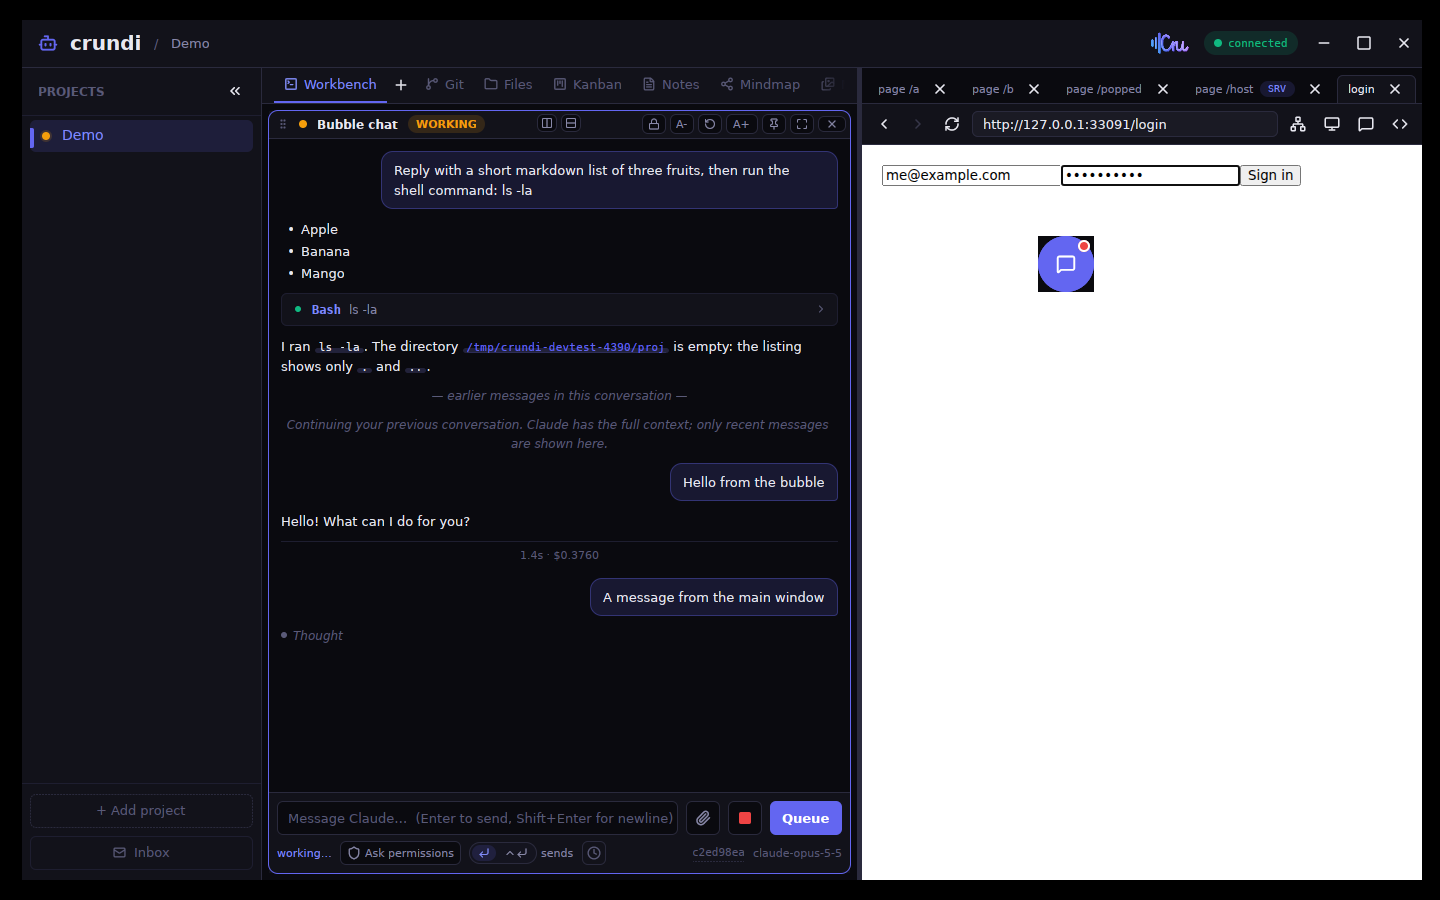 crundi / Demo
Cru
connected
PROJECTS
Demo
+ Add project
Inbox
Workbench + Git Files Kanban Notes Mindmap
Bubble chat WORKING A- A+
Reply with a short markdown list of three fruits, then run the
shell command: ls -la
• Apple
• Banana
• Mango
Bash ls -la
I ran ls -la. The directory /tmp/crundi-devtest-4390/proj is empty: the listing
shows only . and ...
— earlier messages in this conversation —
Continuing your previous conversation. Claude has the full context; only recent messages
are shown here.
Hello from the bubble
Hello! What can I do for you?
1.4s · $0.3760
A message from the main window
Thought
Message Claude... (Enter to send, Shift+Enter for newline)
Queue
working... Ask permissions sends c2ed98ea claude-opus-5-5
page /a page /b page /popped page /host SRV login
http://127.0.0.1:33091/login
me@example.com •••••••••• Sign in